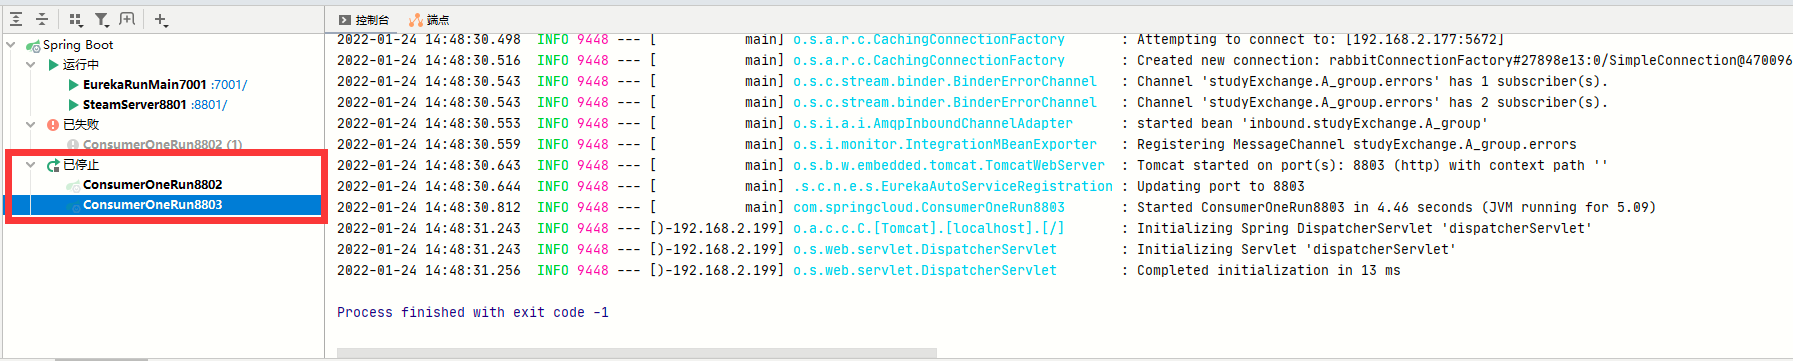 控制台 端点
Spring Boot
运行中
EurekaRunMain7001 :7001/
SteamServer8801 :8801/
已失败
ConsumerOneRun8802 (1)
已停止
ConsumerOneRun8802
ConsumerOneRun8803
2022-01-24 14:48:30.498 INFO 9448 --- [ main] o.s.a.r.c.CachingConnectionFactory : Attempting to connect to: [192.168.2.177:5672]
2022-01-24 14:48:30.516 INFO 9448 --- [ main] o.s.a.r.c.CachingConnectionFactory : Created new connection: rabbitConnectionFactory#27898e13:0/SimpleConnection@470096
2022-01-24 14:48:30.543 INFO 9448 --- [ main] o.s.c.stream.binder.BinderErrorChannel : Channel 'studyExchange.A_group.errors' has 1 subscriber(s).
2022-01-24 14:48:30.543 INFO 9448 --- [ main] o.s.c.stream.binder.BinderErrorChannel : Channel 'studyExchange.A_group.errors' has 2 subscriber(s).
2022-01-24 14:48:30.553 INFO 9448 --- [ main] o.s.i.a.i.AmqpInboundChannelAdapter : started bean 'inbound.studyExchange.A_group'
2022-01-24 14:48:30.559 INFO 9448 --- [ main] o.s.i.monitor.IntegrationMBeanExporter : Registering MessageChannel studyExchange.A_group.errors
2022-01-24 14:48:30.643 INFO 9448 --- [ main] o.s.b.w.embedded.tomcat.TomcatWebServer : Tomcat started on port(s): 8803 (http) with context path ''
2022-01-24 14:48:30.644 INFO 9448 --- [ main] .s.c.n.e.s.EurekaAutoServiceRegistration : Updating port to 8803
2022-01-24 14:48:30.812 INFO 9448 --- [ main] com.springcloud.ConsumerOneRun8803 : Started ConsumerOneRun8803 in 4.46 seconds (JVM running for 5.09)
2022-01-24 14:48:31.243 INFO 9448 --- [)-192.168.2.199] o.a.c.c.C.[Tomcat].[localhost].[/] : Initializing Spring DispatcherServlet 'dispatcherServlet'
2022-01-24 14:48:31.243 INFO 9448 --- [)-192.168.2.199] o.s.web.servlet.DispatcherServlet : Initializing Servlet 'dispatcherServlet'
2022-01-24 14:48:31.256 INFO 9448 --- [)-192.168.2.199] o.s.web.servlet.DispatcherServlet : Completed initialization in 13 ms
Process finished with exit code -1